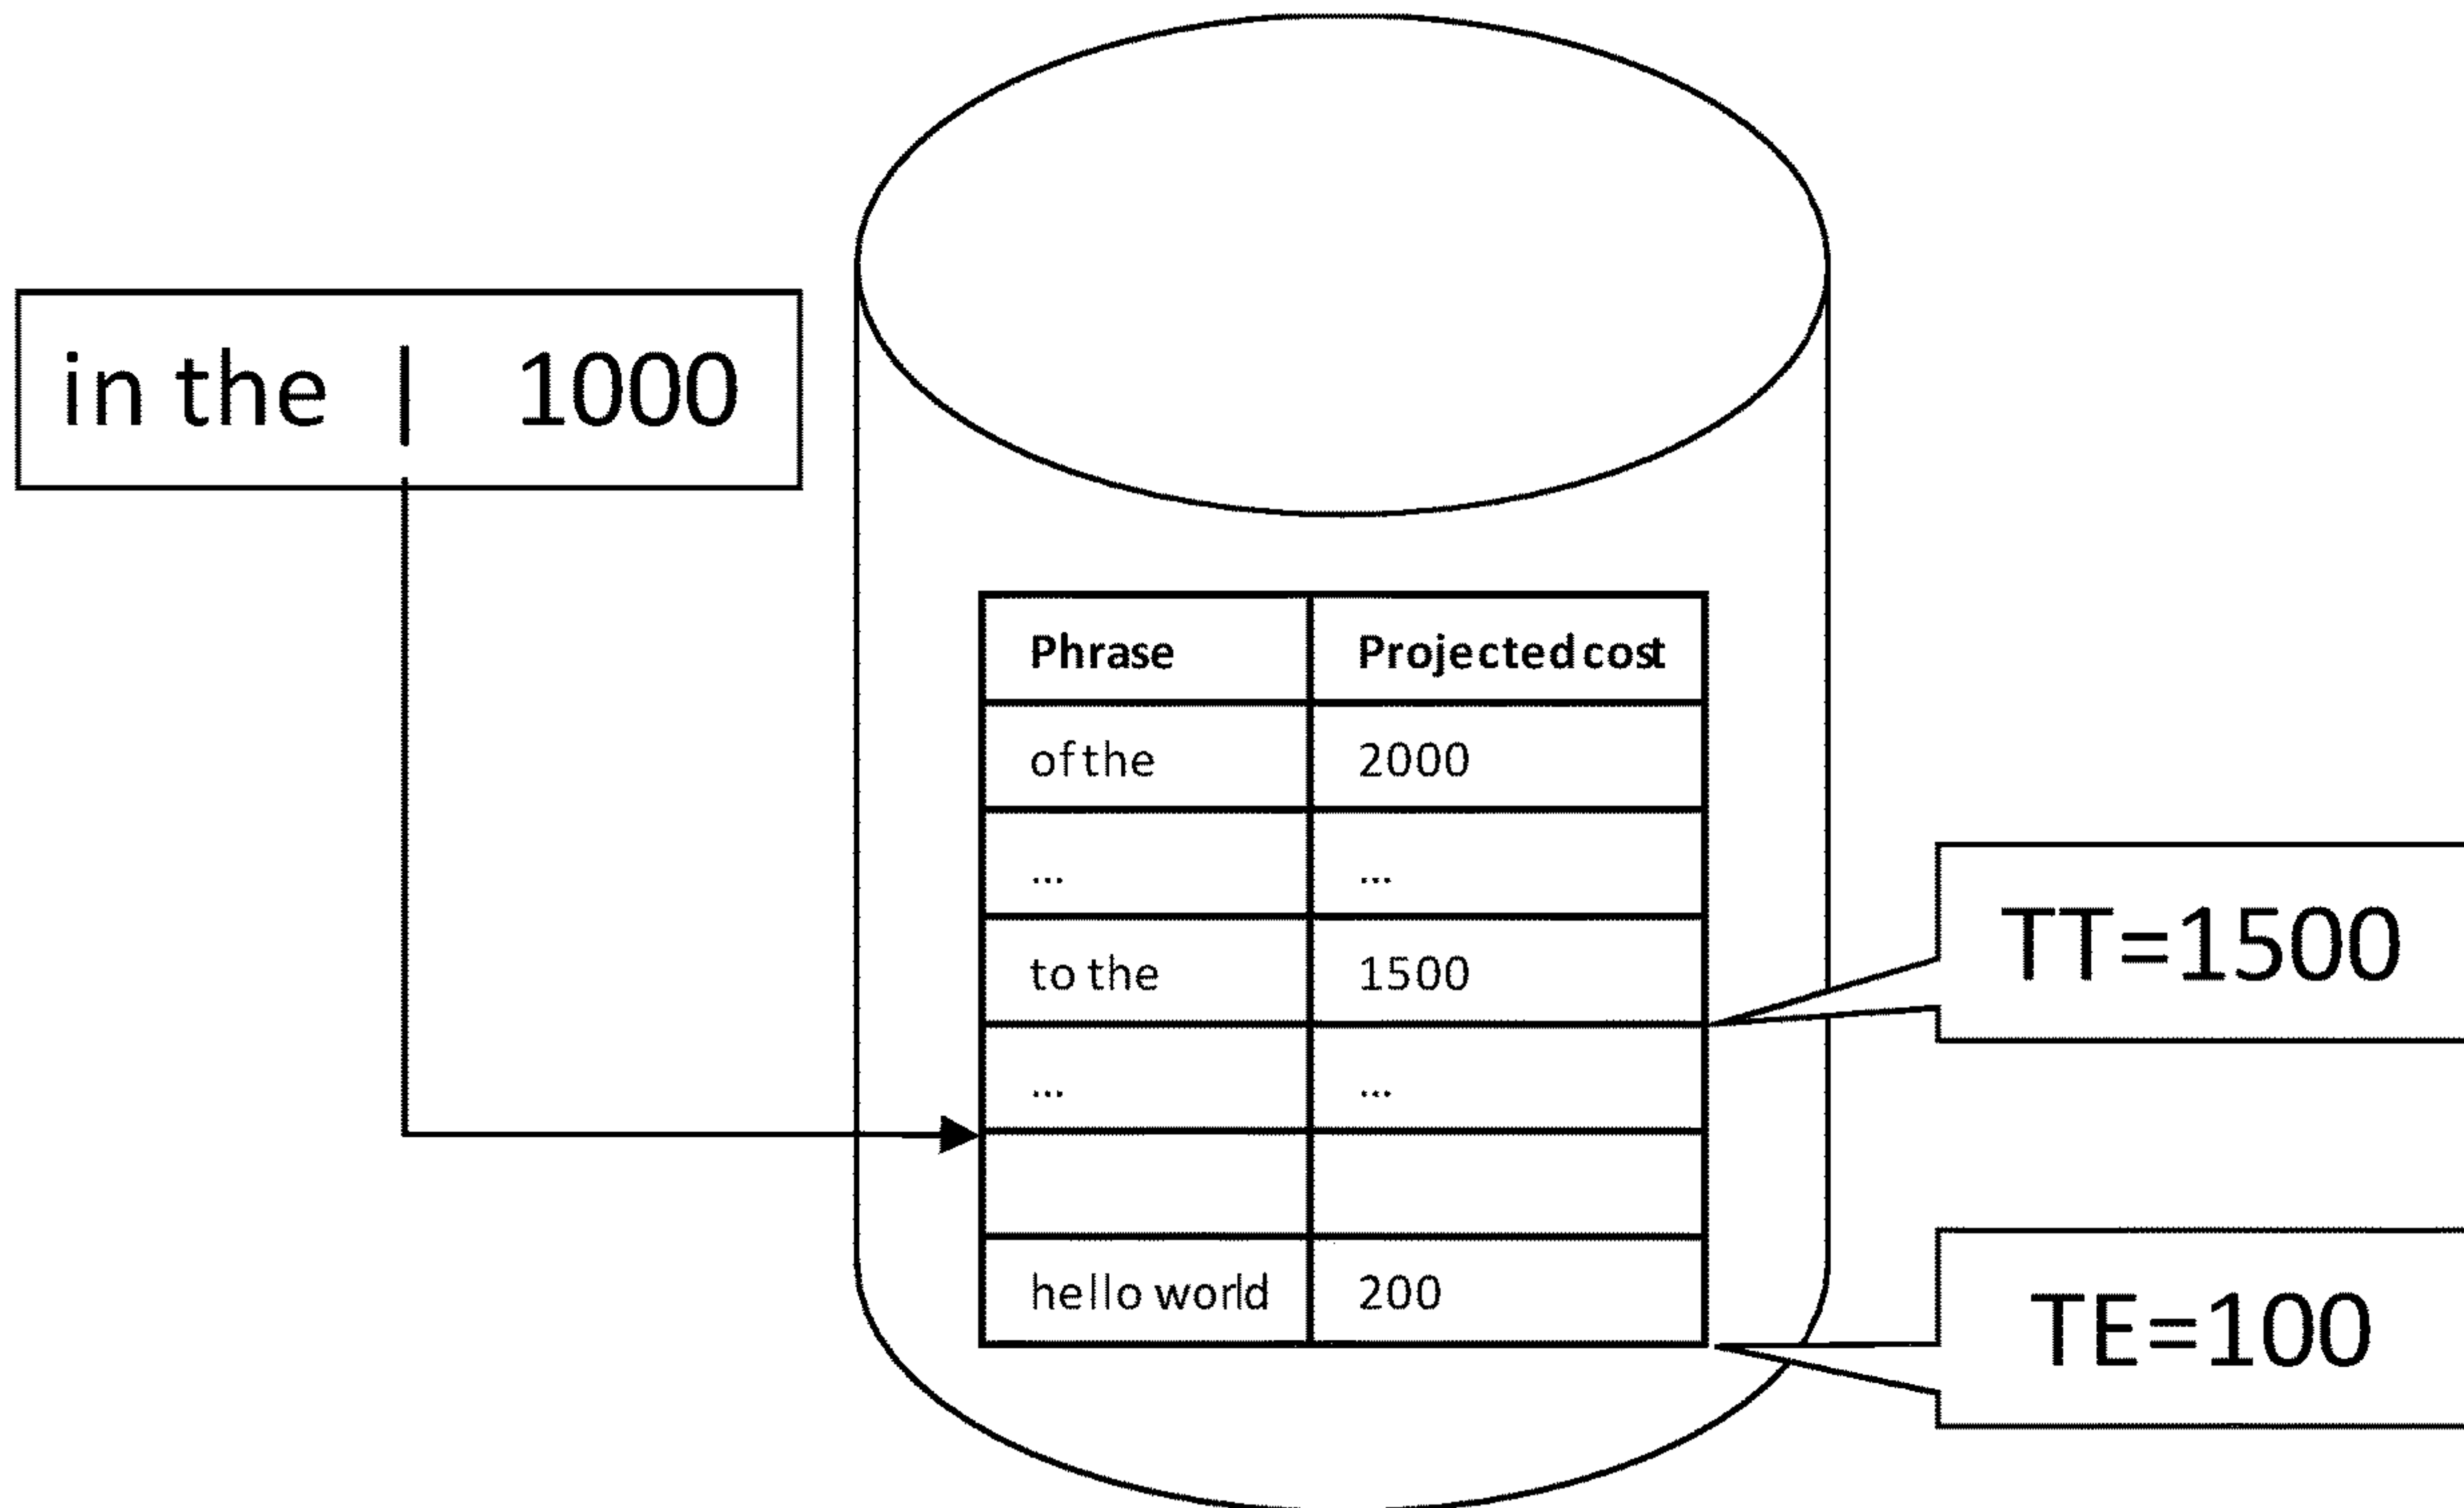 in the | 1000
Phrase Projected cost
of the 2000
... ...
to the 1500
... ...
hello world 200
TT=1500
TE=100